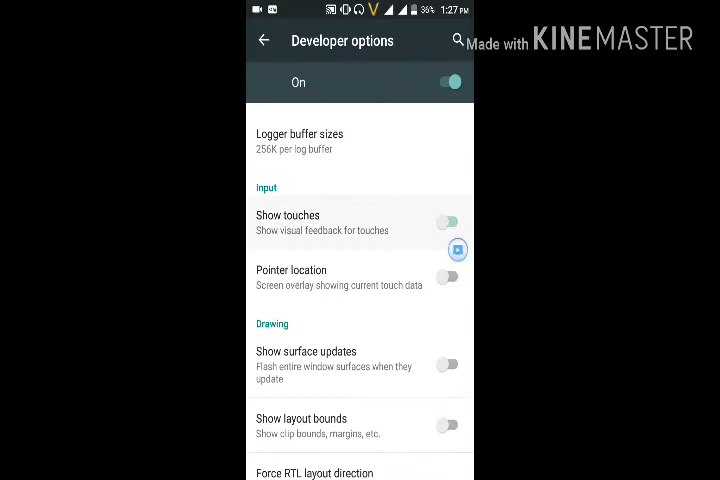 36% 1:27 PM
Developer options
Made with KINEMASTER
On
Logger buffer sizes
256K per log buffer
Input
Show touches
Show visual feedback for touches
Pointer location
Screen overlay showing current touch data
Drawing
Show surface updates
Flash entire window surfaces when they
update
Show layout bounds
Show clip bounds, margins, etc.
Force RTL layout direction